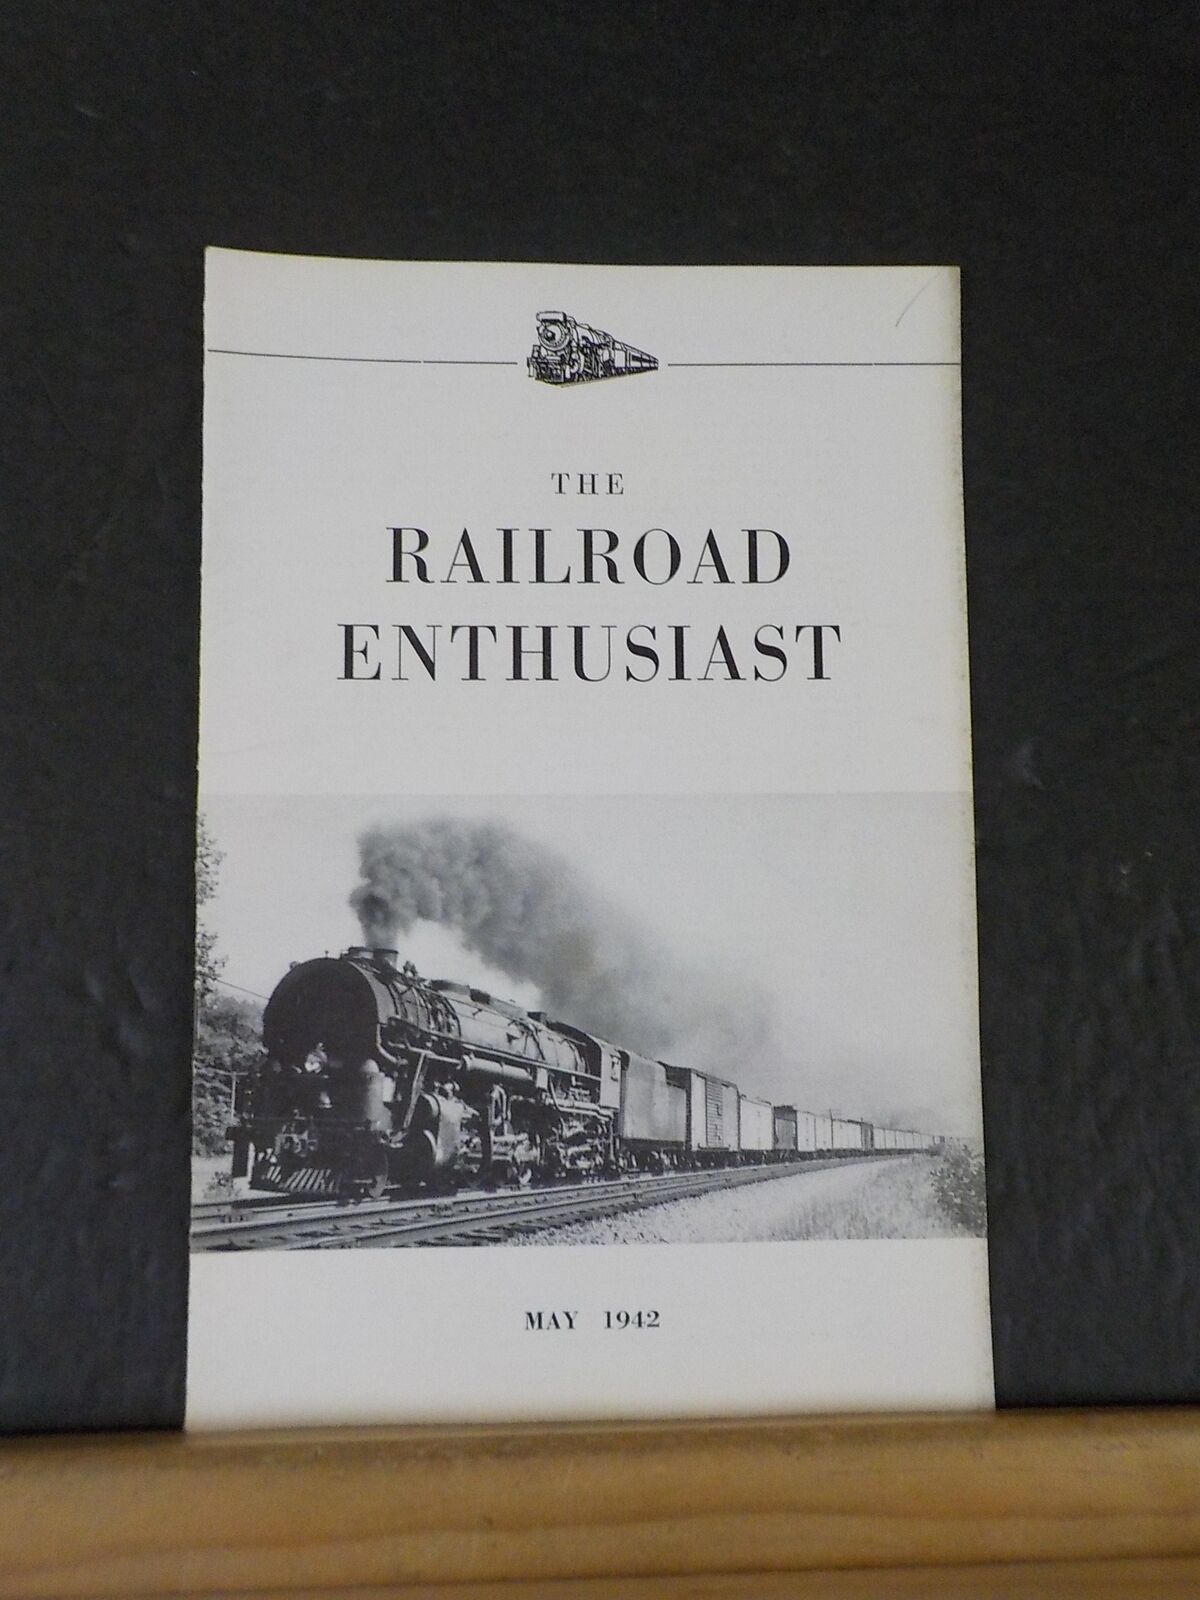 THE
RAILROAD
ENTHUSIAST
MAY 1942